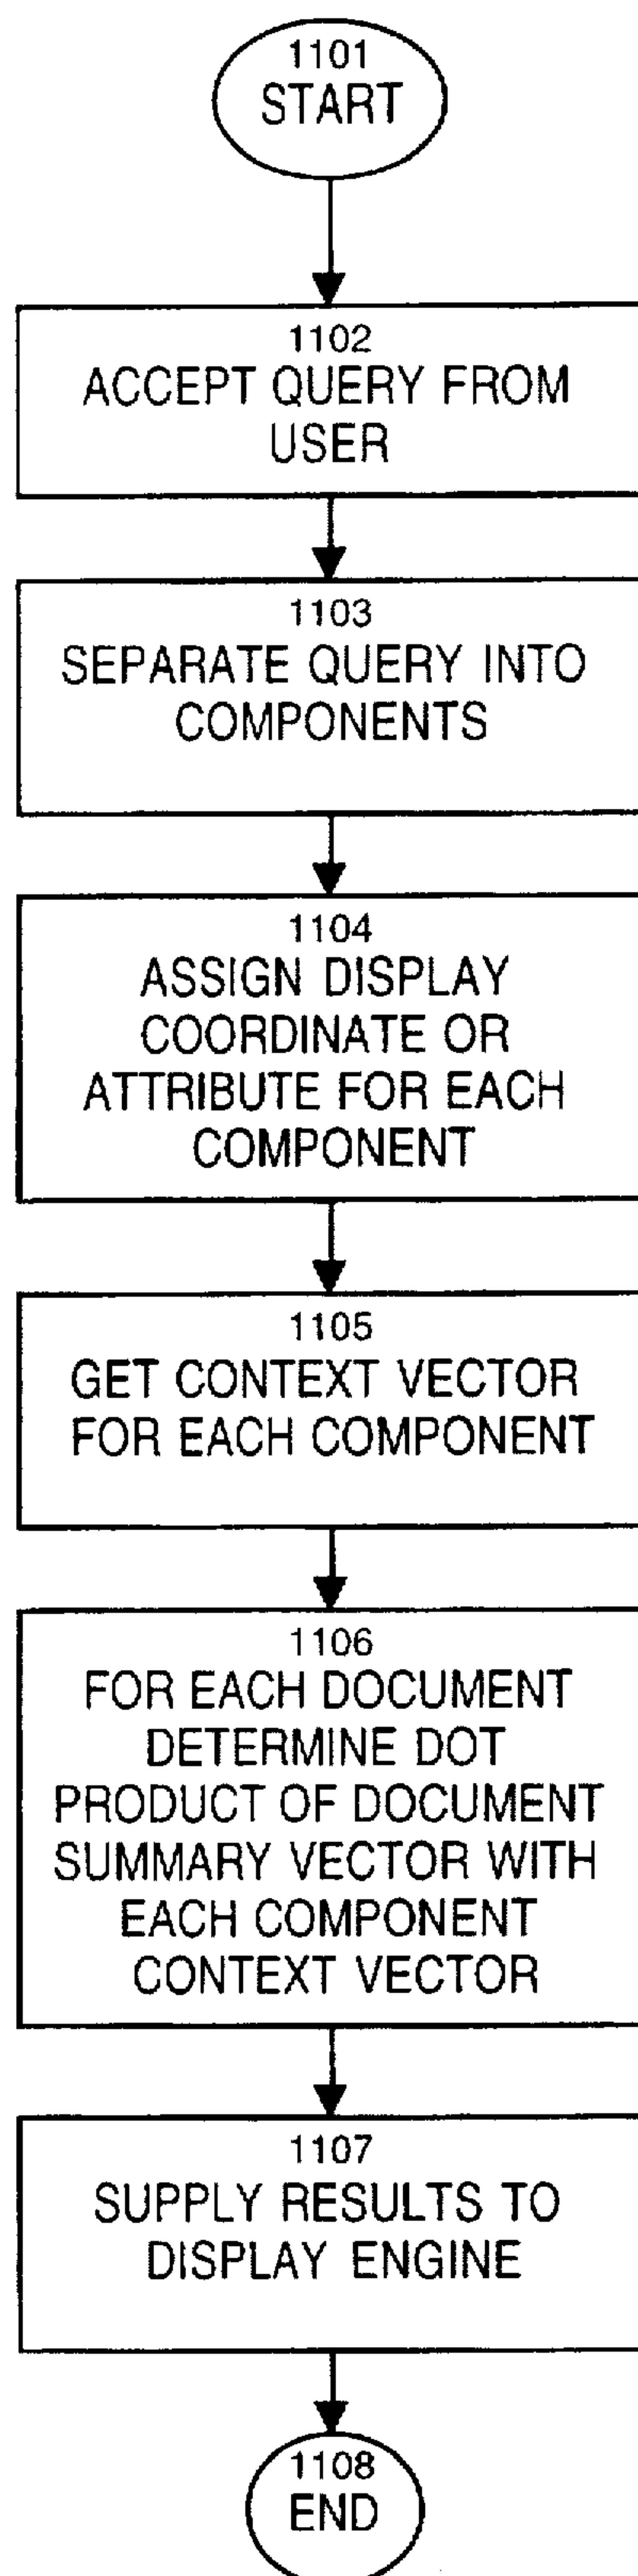 1101
START
1102
ACCEPT QUERY FROM
USER
1103
SEPARATE QUERY INTO
COMPONENTS
1104
ASSIGN DISPLAY
COORDINATE OR
ATTRIBUTE FOR EACH
COMPONENT
1105
GET CONTEXT VECTOR
FOR EACH COMPONENT
1106
FOR EACH DOCUMENT
DETERMINE DOT
PRODUCT OF DOCUMENT
SUMMARY VECTOR WITH
EACH COMPONENT
CONTEXT VECTOR
1107
SUPPLY RESULTS TO
DISPLAY ENGINE
1108
END